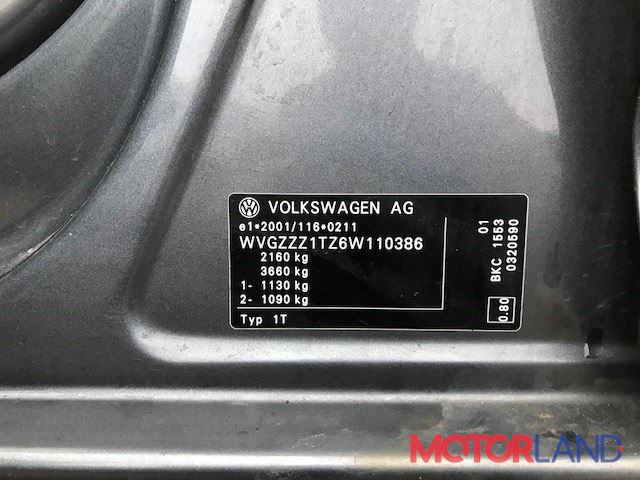 VOLKSWAGEN AG
e1*2001/116*0211
WVGZZZ1TZ6W110386
2160 kg
3660 kg
1- 1130 kg
2- 1090 kg
Typ 1T
01
BKC 1553
0320590
0.80
MOTORLAND